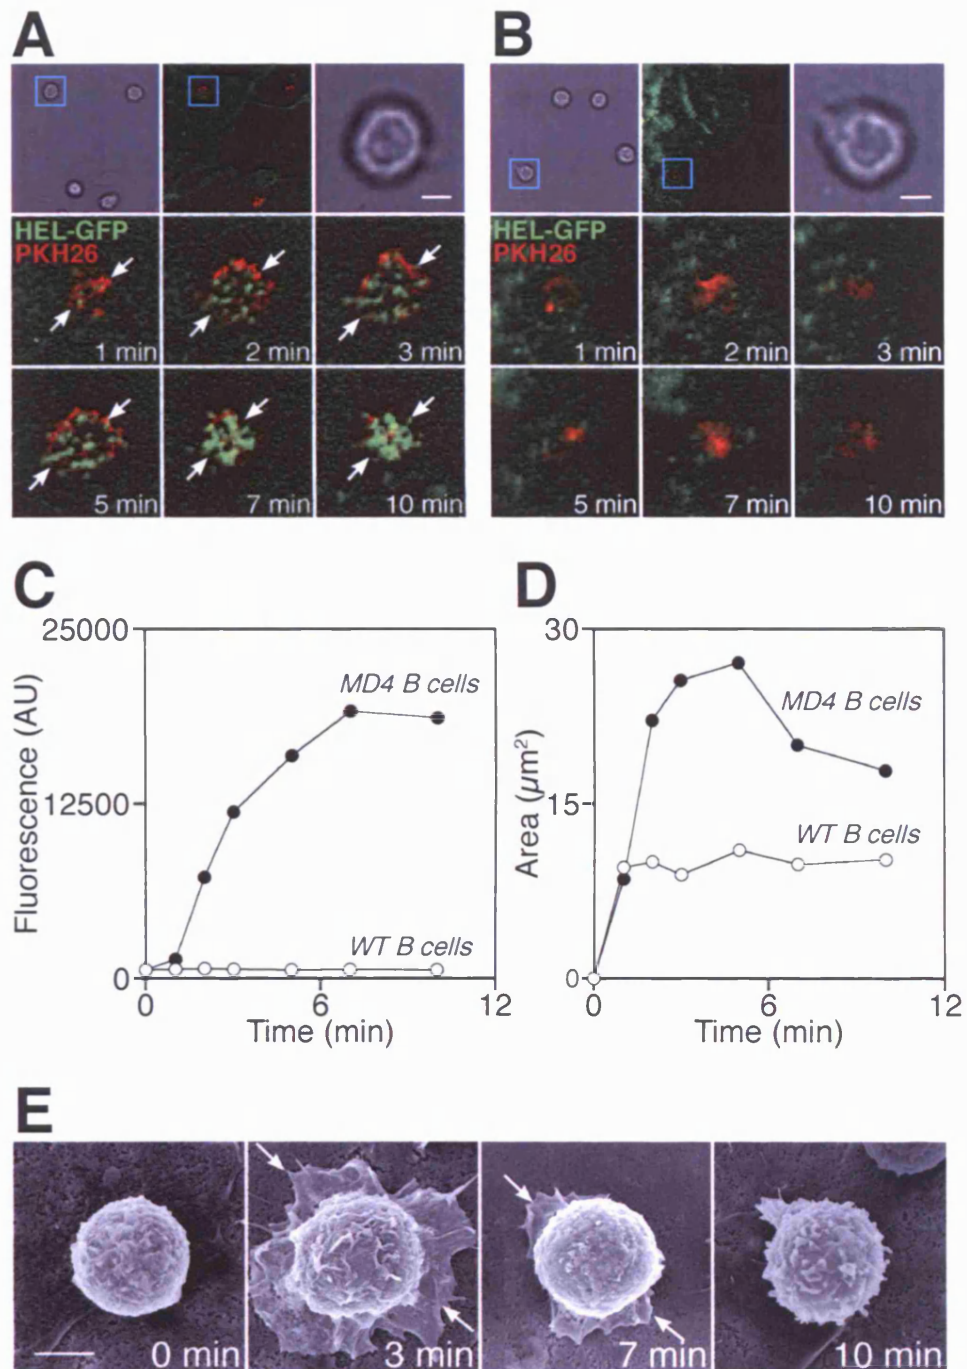 A
B
HEL-GFP
PKH26
1 min
2 min
3 min
5 min
7 min
10 min
HEL-GFP
PKH26
1 min
2 min
3 min
5 min
7 min
10 min
C
25000
12500
0
Fluorescence (AU)
MD4 B cells
WT B cells
0
6
12
Time (min)
D
30
15
0
Area (µm²)
MD4 B cells
WT B cells
0
6
12
Time (min)
E
0 min
3 min
7 min
10 min